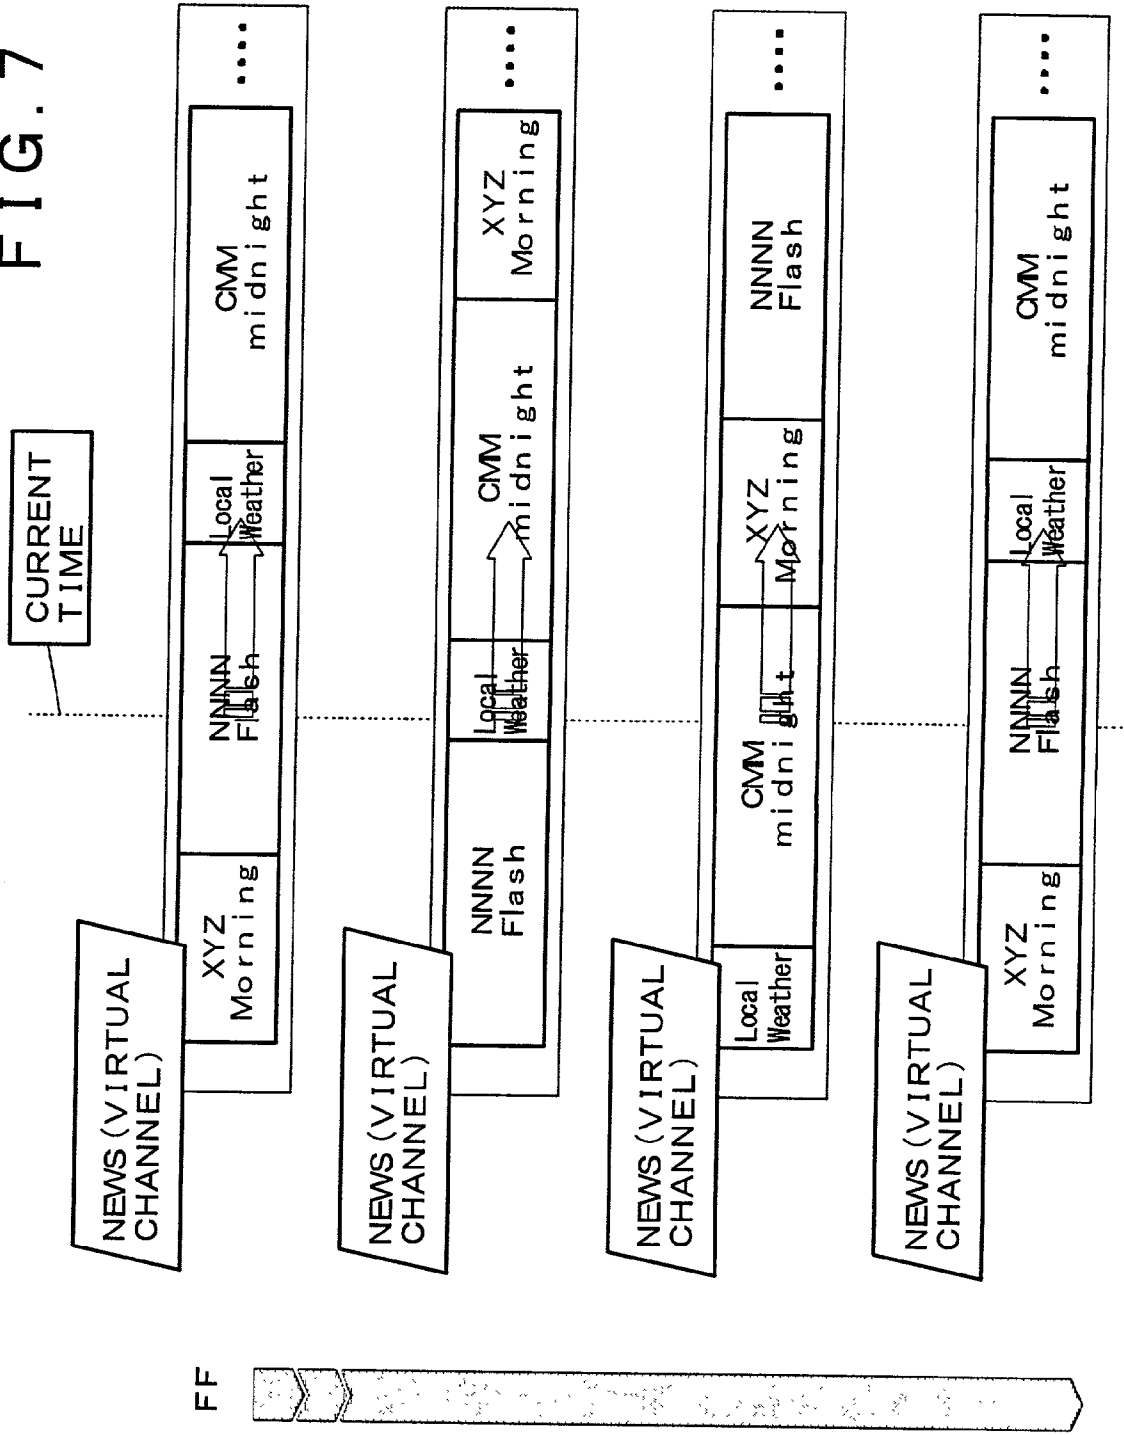 FIG. 7
CURRENT
TIME
NEWS(VIRTUAL
CHANNEL)
XYZ
Morning
NNNN
Flash
Local
Weather
CMM
midnight
....
NEWS(VIRTUAL
CHANNEL)
NNNN
Flash
Local
Weather
CMM
midnight
XYZ
Morning
....
NEWS(VIRTUAL
CHANNEL)
Local
Weather
CMM
midnight
XYZ
Morning
NNNN
Flash
....
NEWS(VIRTUAL
CHANNEL)
XYZ
Morning
NNNN
Flash
Local
Weather
CMM
midnight
....
FF